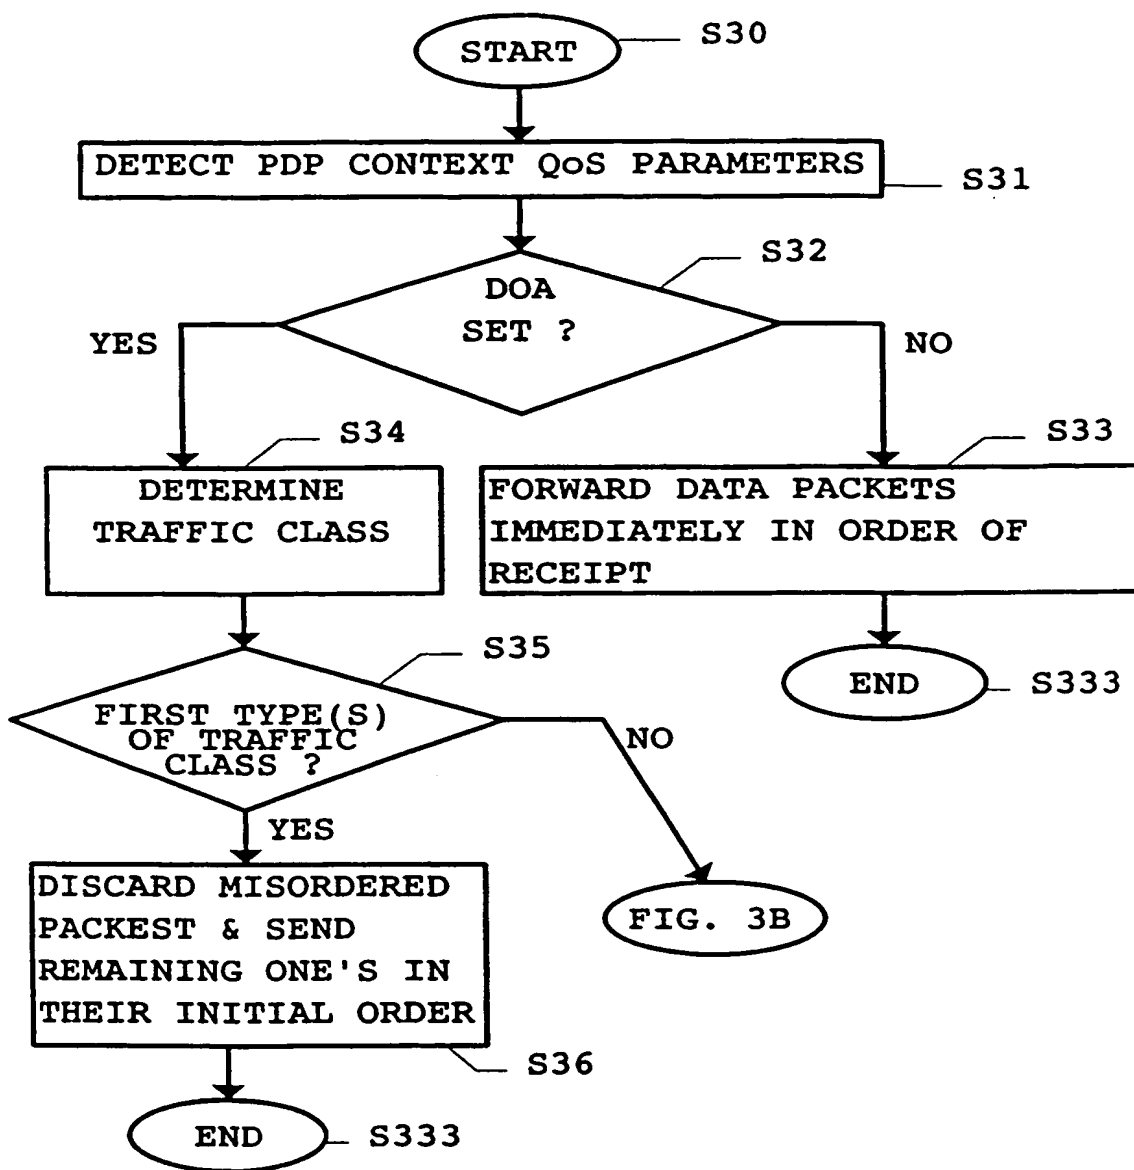 START
S30
DETECT PDP CONTEXT QoS PARAMETERS
S31
S32
DOA
SET ?
YES
NO
S34
S33
DETERMINE
TRAFFIC CLASS
FORWARD DATA PACKETS
IMMEDIATELY IN ORDER OF
RECEIPT
S35
END
S333
FIRST TYPE(S)
OF TRAFFIC
CLASS ?
NO
YES
DISCARD MISORDERED
PACKEST & SEND
REMAINING ONE'S IN
THEIR INITIAL ORDER
FIG. 3B
S36
END
S333